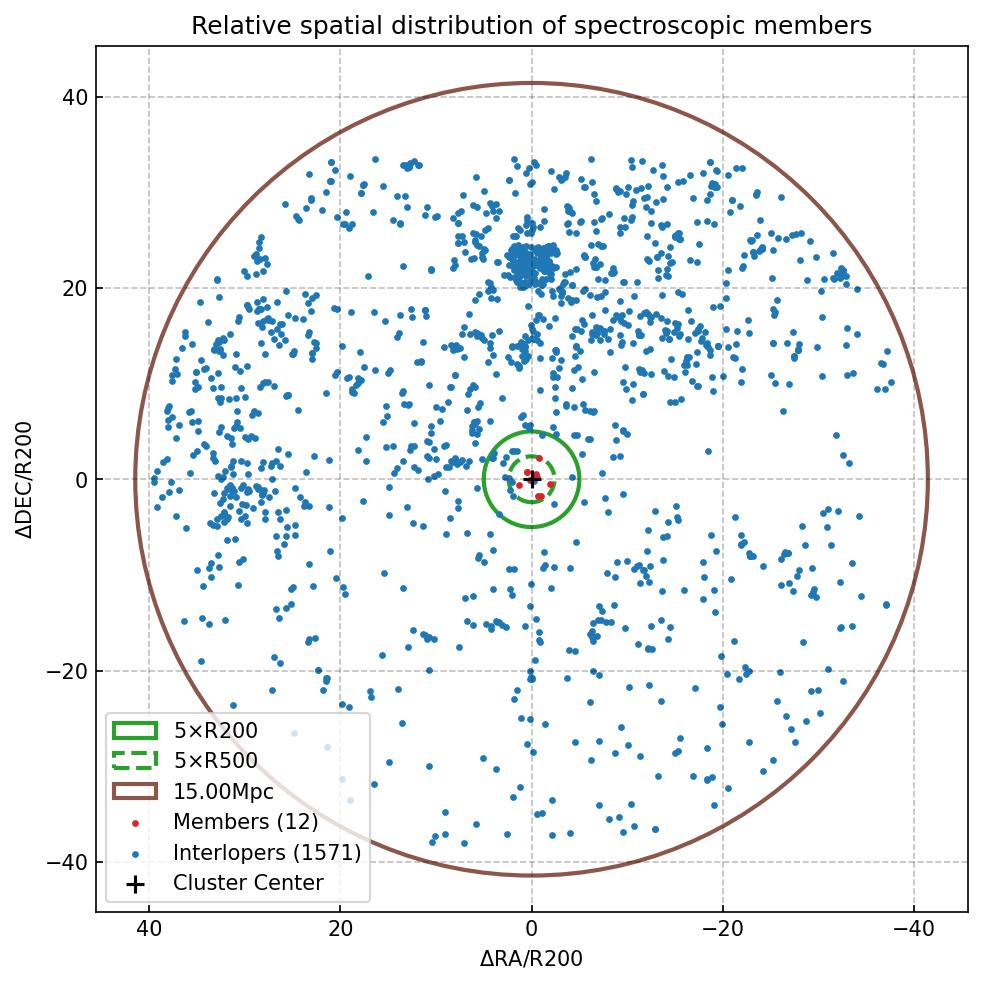 Relative spatial distribution of spectroscopic members
ΔDEC/R200
40
20
0
−20
−40
5×R200
5×R500
15.00Mpc
Members (12)
Interlopers (1571)
Cluster Center
40
20
0
−20
−40
ΔRA/R200